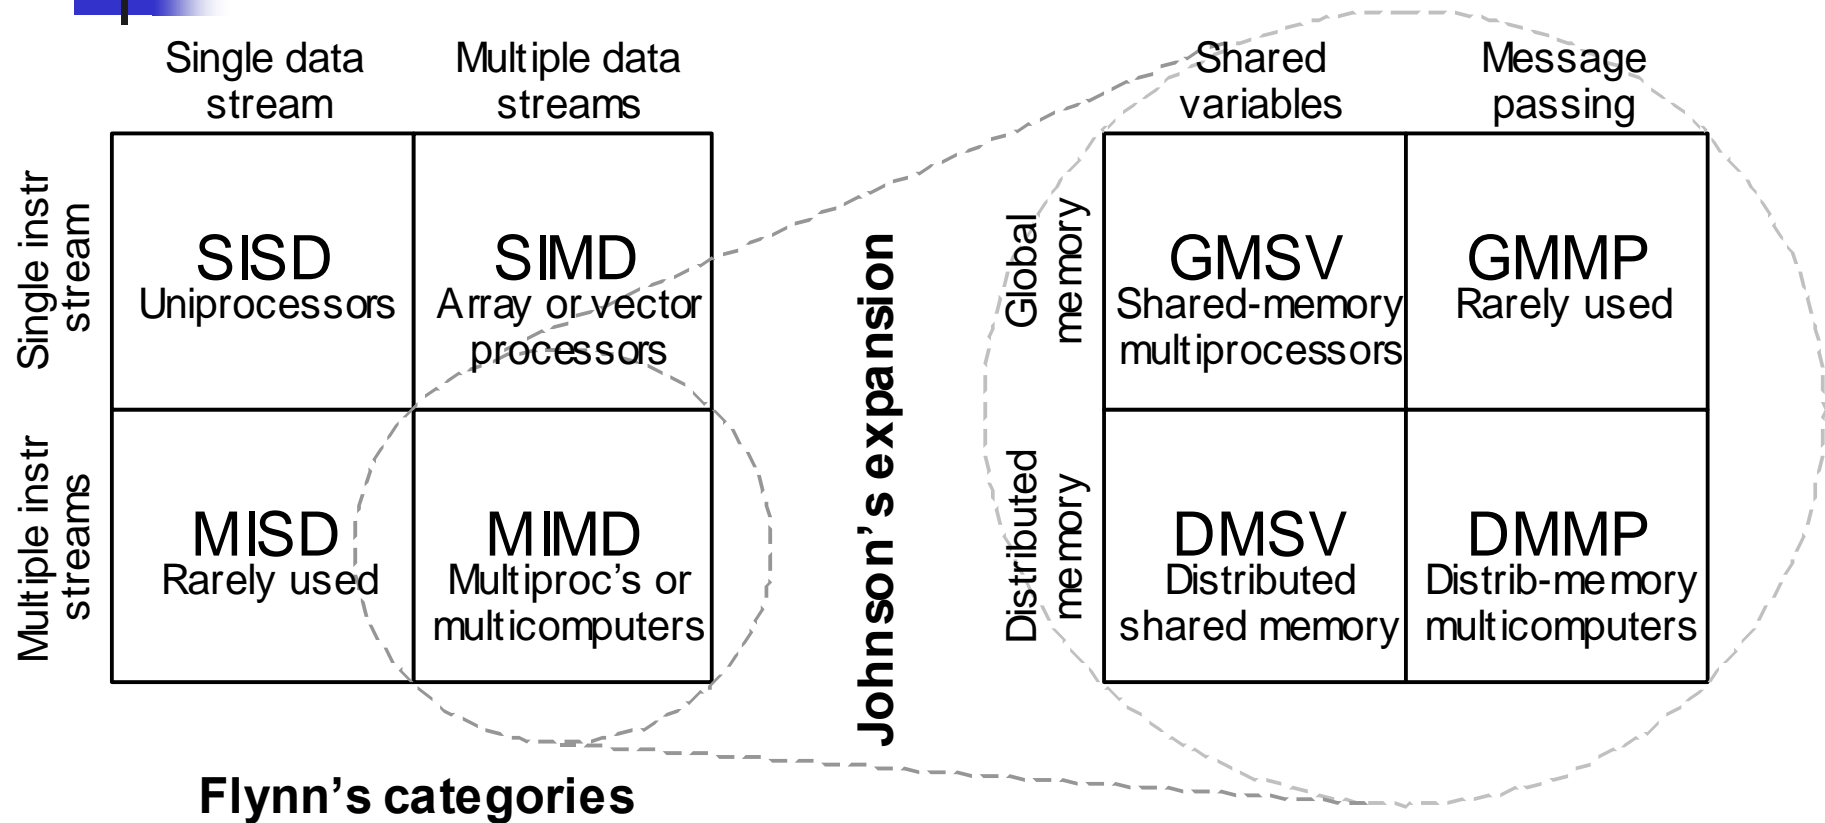 Single data
stream
Multiple data
streams
Single instr
stream
SISD
Uniprocessors
SIMD
Array or vector
processors
Multiple instr
streams
MISD
Rarely used
MIMD
Multiproc's or
multicomputers
Flynn's categories
Johnson's expansion
Shared
variables
Message
passing
Global
memory
GMSV
Shared-memory
multiprocessors
GMMP
Rarely used
Distributed
memory
DMSV
Distributed
shared memory
DMMP
Distrib-memory
multicomputers